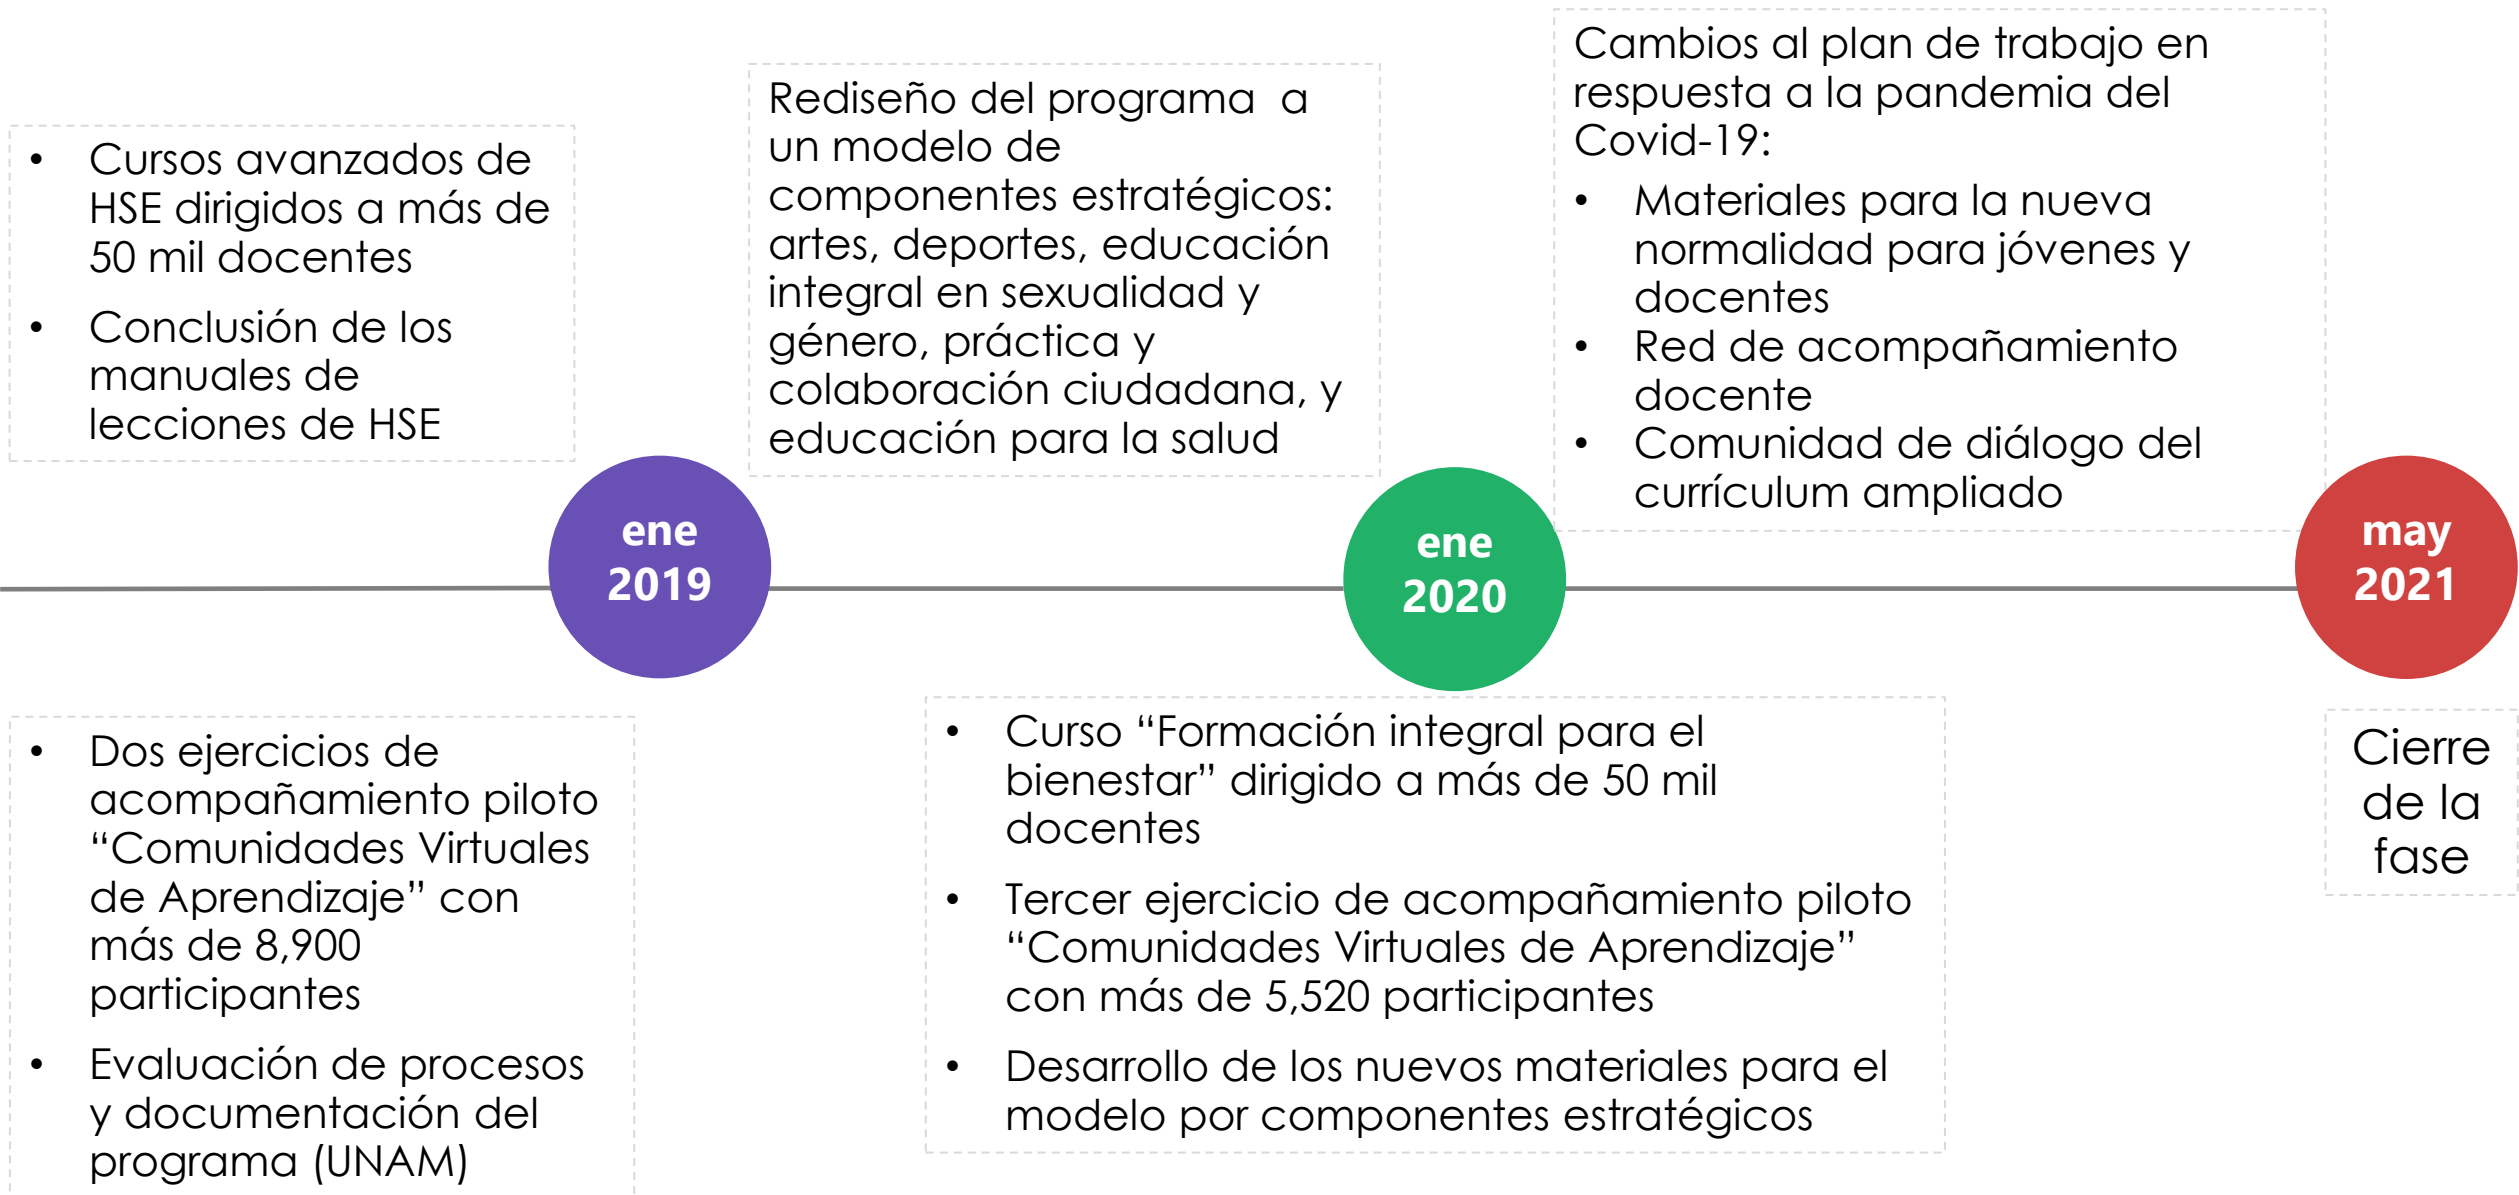 • Cursos avanzados de
HSE dirigidos a más de
50 mil docentes
• Conclusión de los
manuales de
lecciones de HSE
Rediseño del programa  a
un modelo de
componentes estratégicos:
artes, deportes, educación
integral en sexualidad y
género, práctica y
colaboración ciudadana, y
educación para la salud
Cambios al plan de trabajo en
respuesta a la pandemia del
Covid-19:
• Materiales para la nueva
normalidad para jóvenes y
docentes
• Red de acompañamiento
docente
• Comunidad de diálogo del
currículum ampliado
ene
2019
ene
2020
may
2021
• Dos ejercicios de
acompañamiento piloto
“Comunidades Virtuales
de Aprendizaje” con
más de 8,900
participantes
• Evaluación de procesos
y documentación del
programa (UNAM)
• Curso “Formación integral para el
bienestar” dirigido a más de 50 mil
docentes
• Tercer ejercicio de acompañamiento piloto
“Comunidades Virtuales de Aprendizaje”
con más de 5,520 participantes
• Desarrollo de los nuevos materiales para el
modelo por componentes estratégicos
Cierre
de la
fase